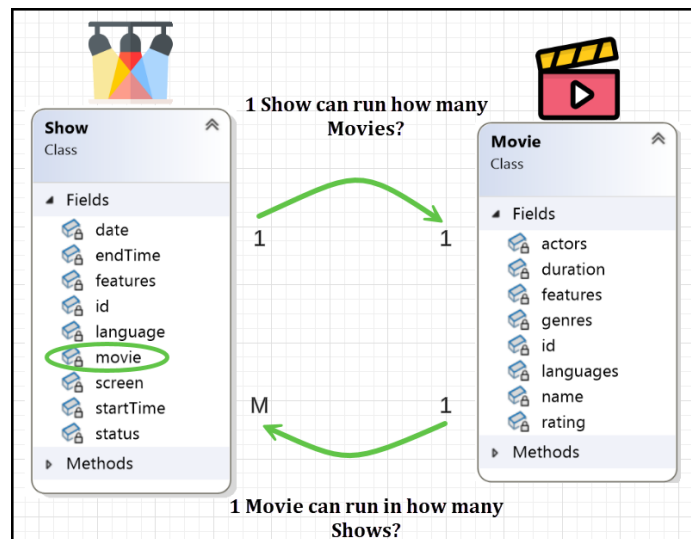 1 Show can run how many
Movies?
Show
Class
Fields
date
endTime
features
id
language
movie
screen
startTime
status
Methods
1
1
M
1
Movie
Class
Fields
actors
duration
features
genres
id
languages
name
rating
Methods
1 Movie can run in how many
Shows?